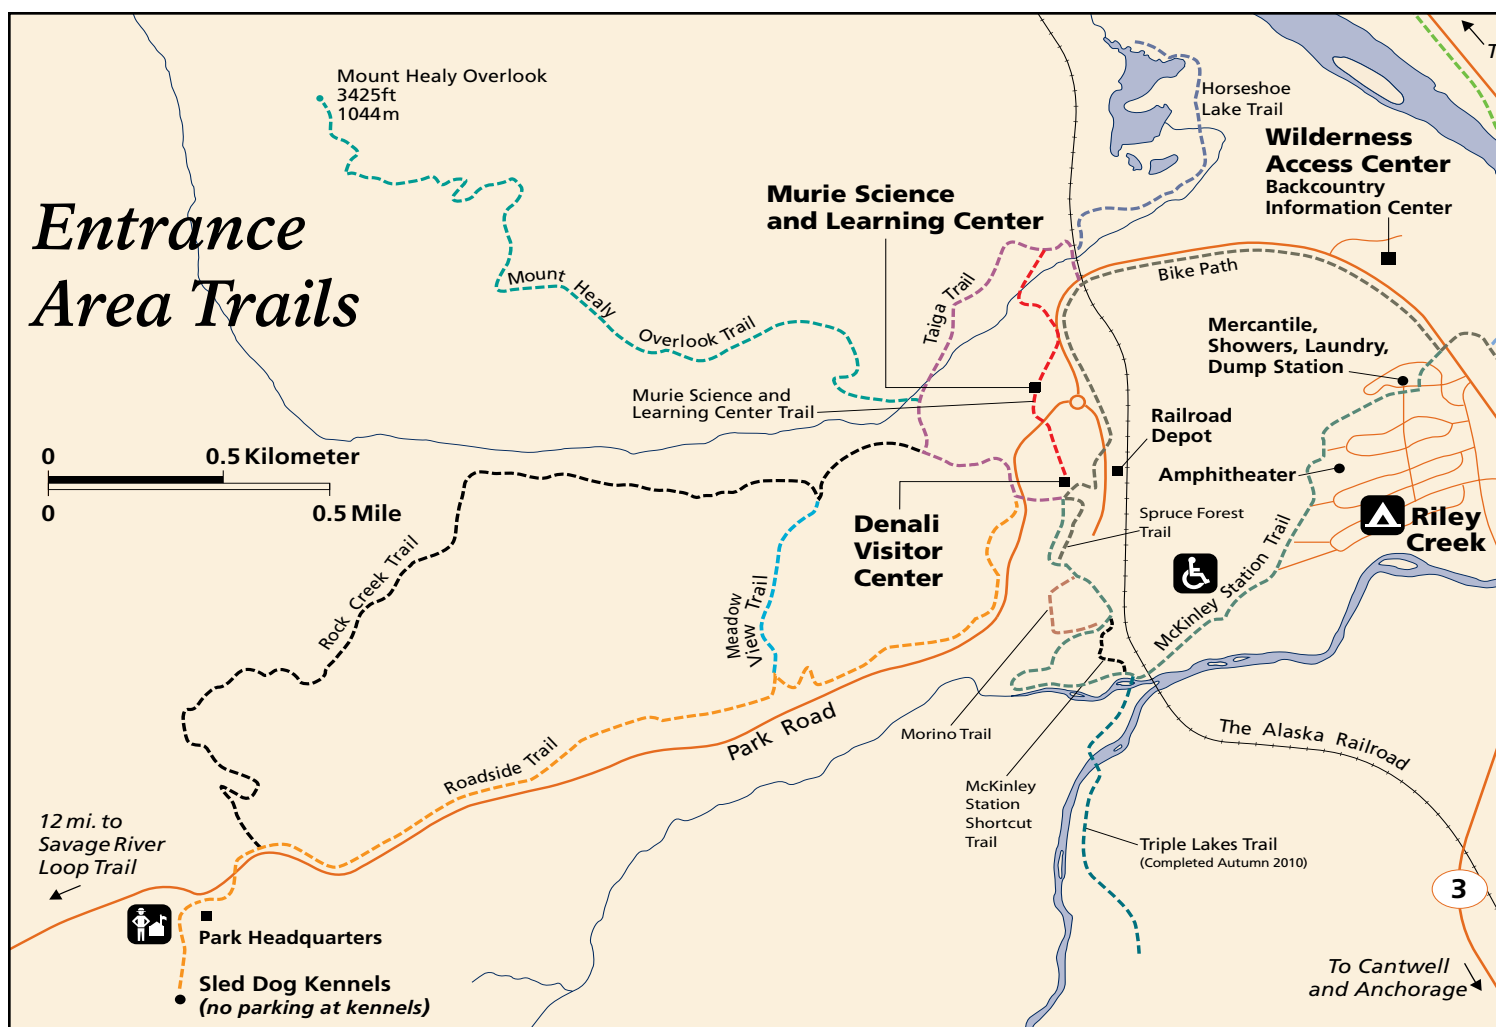 Mount Healy Overlook
3425ft
1044m
Entrance
Area Trails
Horseshoe
Lake Trail
Wilderness
Access Center
Backcountry
Information Center
Murie Science
and Learning Center
Bike Path
Taiga Trail
Mount Healy
Overlook Trail
Mercantile,
Showers, Laundry,
Dump Station
Murie Science and
Learning Center Trail
Railroad
Depot
Amphitheater
0 0.5 Kilometer
0 0.5 Mile
Riley
Creek
Denali
Visitor
Center
Spruce Forest
Trail
Rock Creek Trail
Meadow
View Trail
McKinley Station Trail
Park Road
Morino Trail
The Alaska Railroad
Roadside Trail
McKinley
Station
Shortcut
Trail
12 mi. to
Savage River
Loop Trail
Triple Lakes Trail
(Completed Autumn 2010)
3
Park Headquarters
Sled Dog Kennels
(no parking at kennels)
To Cantwell
and Anchorage